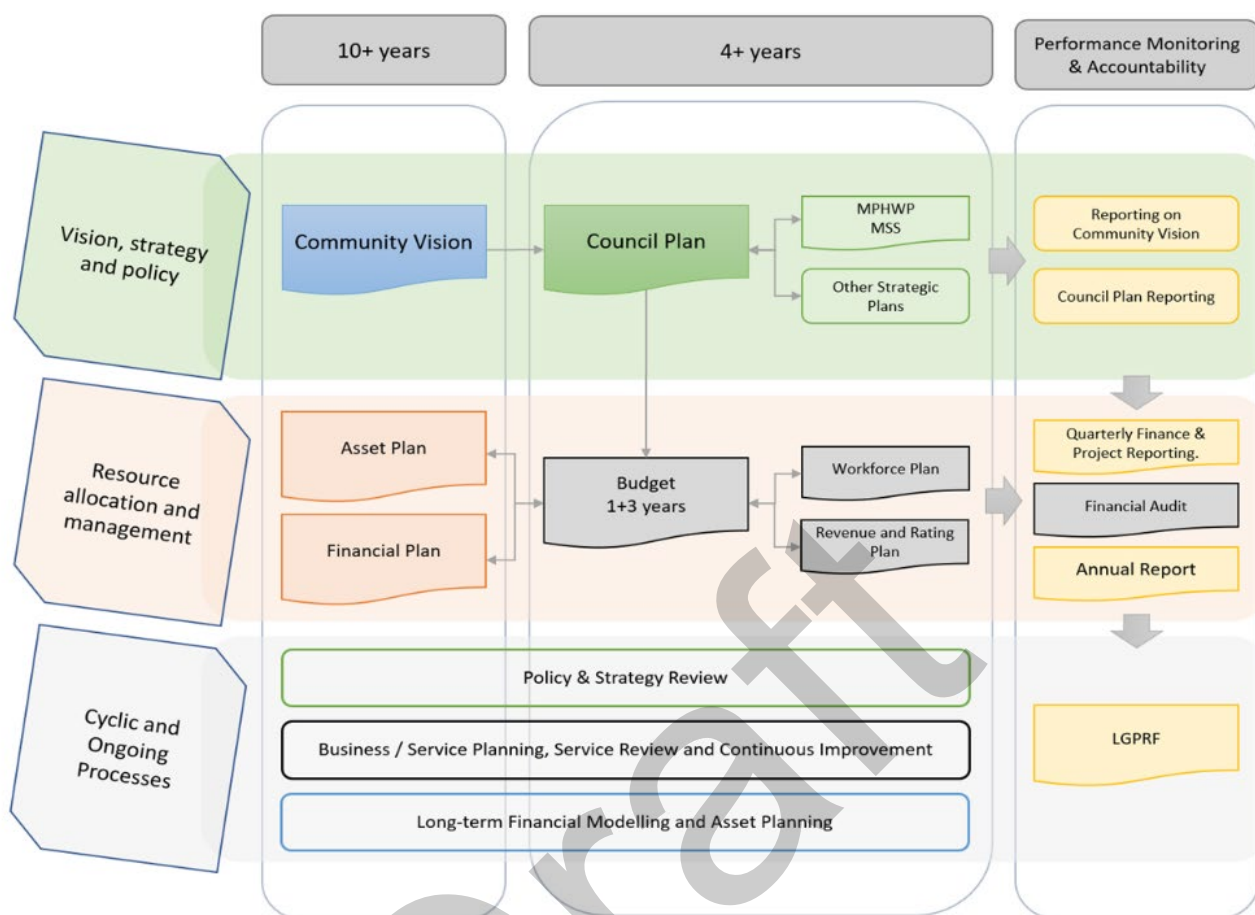 10+ years
4+ years
Performance Monitoring
& Accountability
Vision, strategy
and policy
Community Vision
Council Plan
MPHWP
MSS
Other Strategic
Plans
Reporting on
Community Vision
Council Plan Reporting
Resource
allocation and
management
Asset Plan
Financial Plan
Budget
1+3 years
Workforce Plan
Revenue and Rating
Plan
Quarterly Finance &
Project Reporting.
Financial Audit
Annual Report
Cyclic and
Ongoing
Processes
Policy & Strategy Review
Business / Service Planning, Service Review and Continuous Improvement
Long-term Financial Modelling and Asset Planning
LGPRF
Draft